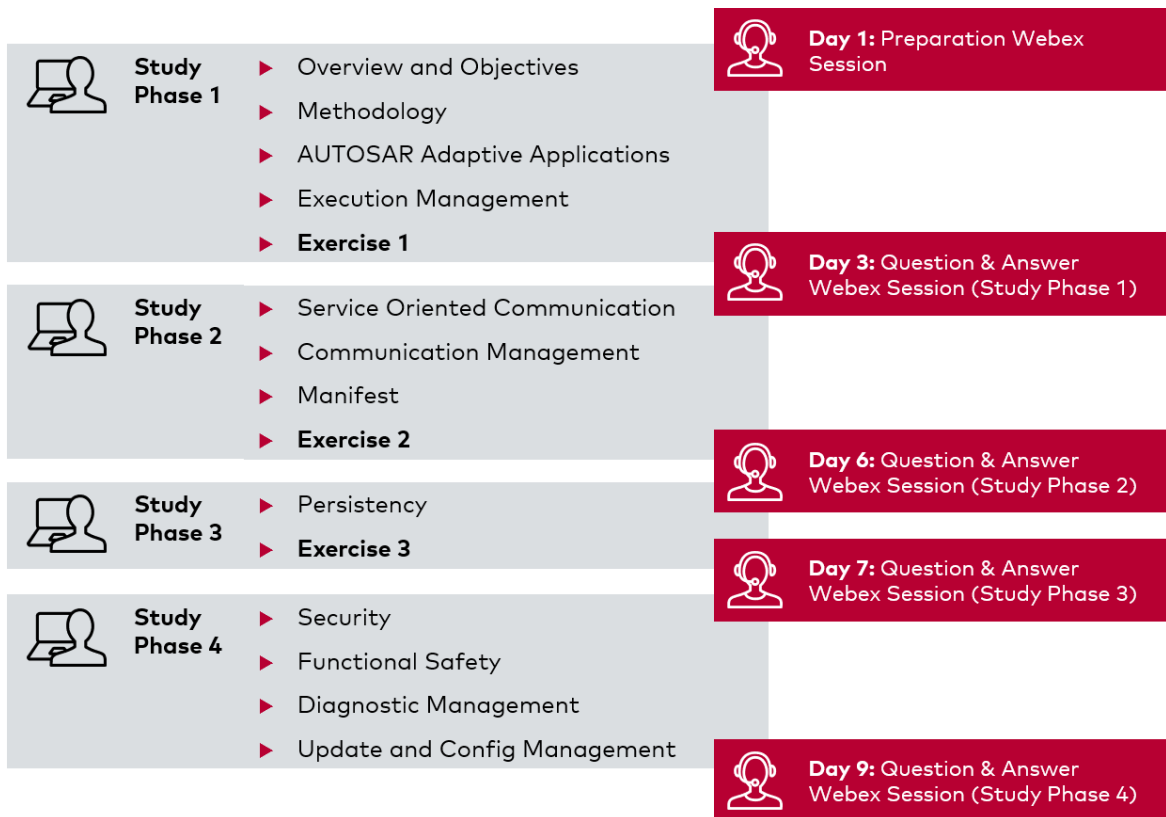 Day 1: Preparation Webex
Session
Study
Phase 1
Overview and Objectives
Methodology
AUTOSAR Adaptive Applications
Execution Management
Exercise 1
Day 3: Question & Answer
Webex Session (Study Phase 1)
Study
Phase 2
Service Oriented Communication
Communication Management
Manifest
Exercise 2
Day 6: Question & Answer
Webex Session (Study Phase 2)
Study
Phase 3
Persistency
Exercise 3
Day 7: Question & Answer
Webex Session (Study Phase 3)
Study
Phase 4
Security
Functional Safety
Diagnostic Management
Update and Config Management
Day 9: Question & Answer
Webex Session (Study Phase 4)